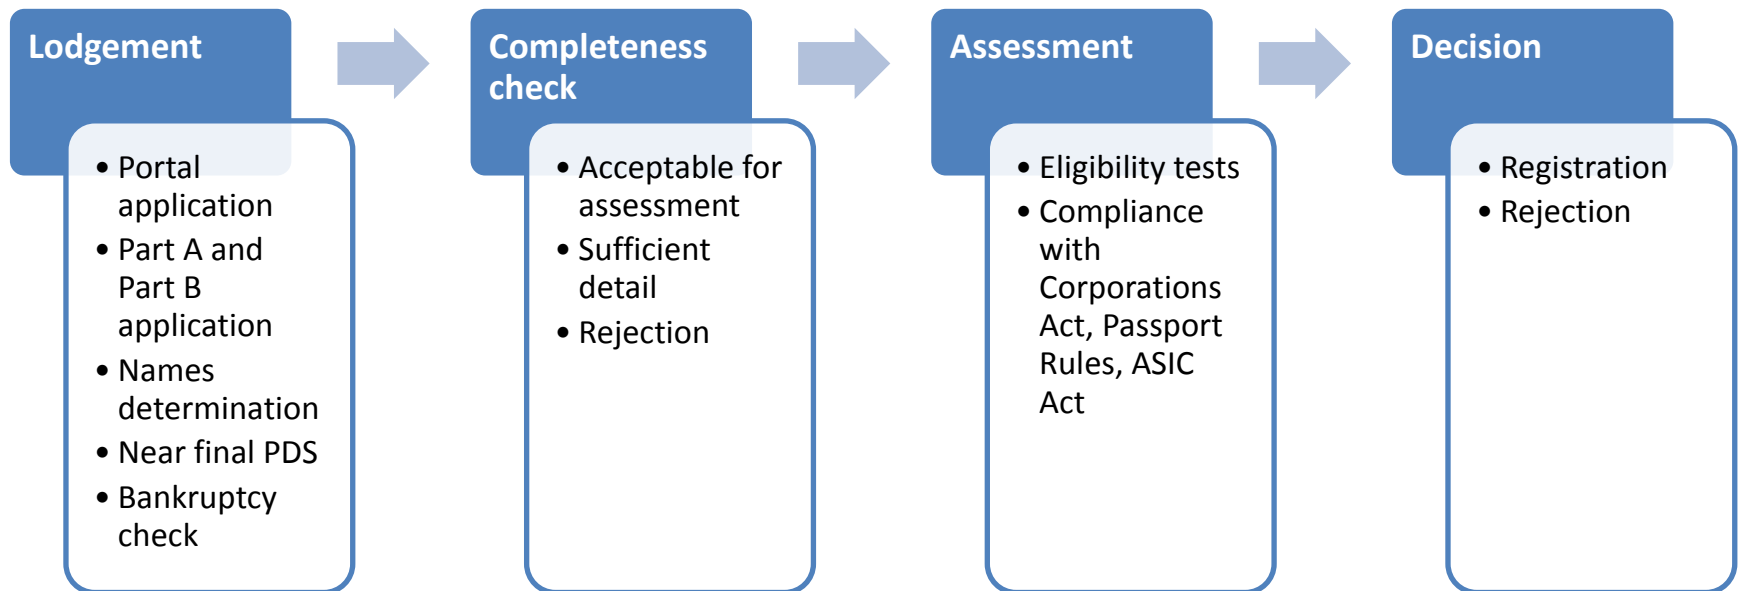 Lodgement
• Portal
application
• Part A and
Part B
application
• Names
determination
• Near final PDS
• Bankruptcy
check
Completeness
check
• Acceptable for
assessment
• Sufficient
detail
• Rejection
Assessment
• Eligibility tests
• Compliance
with
Corporations
Act, Passport
Rules, ASIC
Act
Decision
• Registration
• Rejection